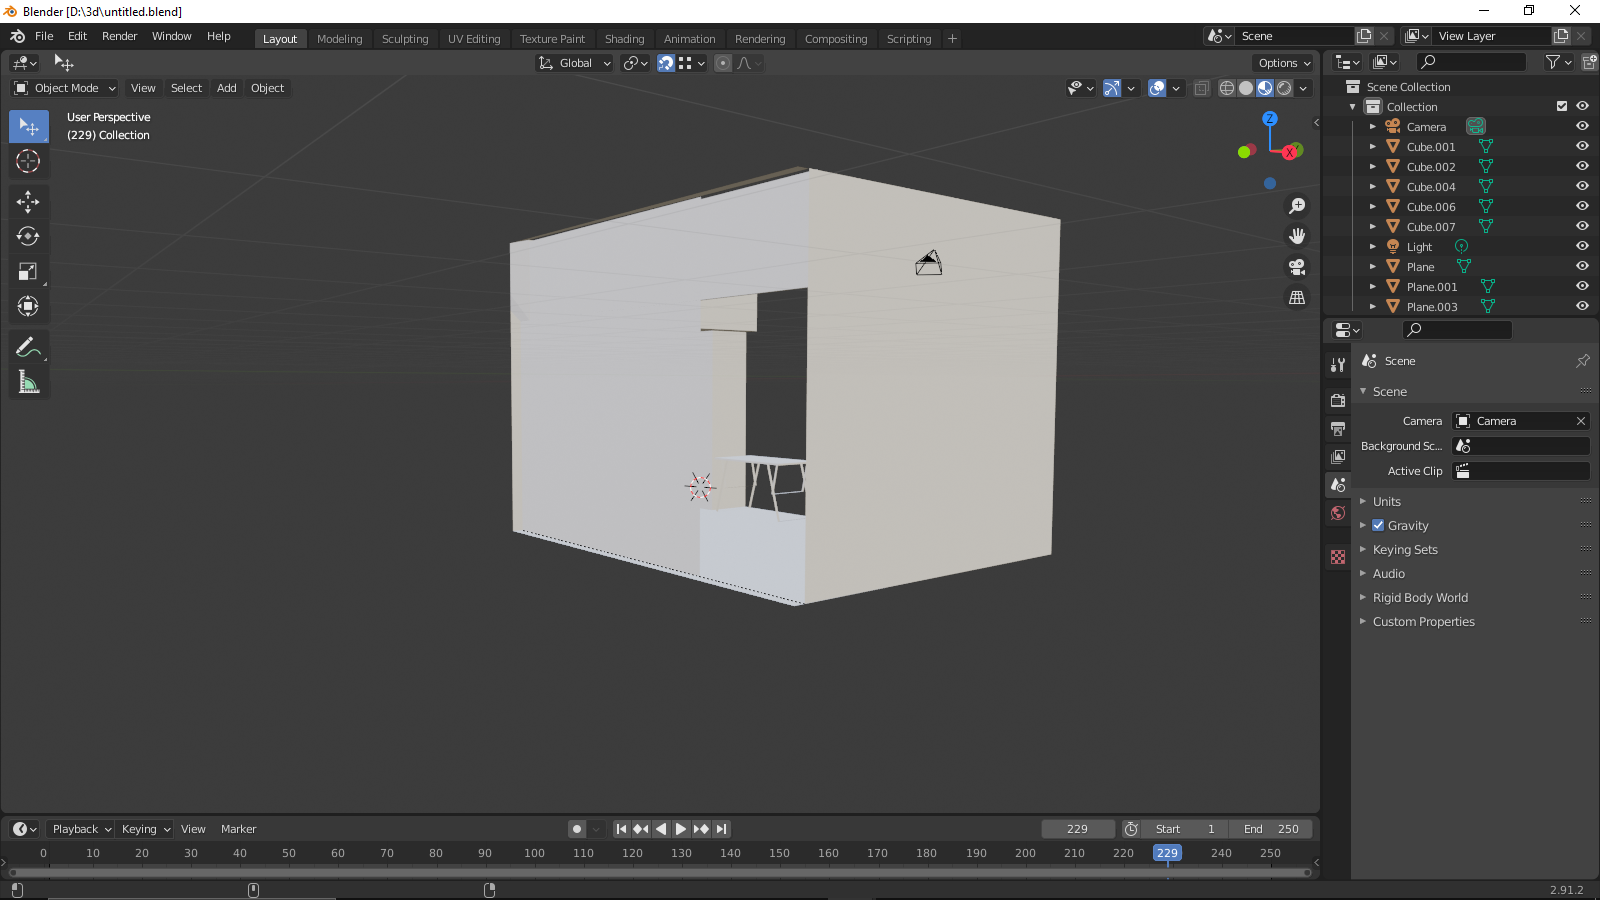 Blender [D:\3d\untitled.blend]
File Edit Render Window Help Layout Modeling Sculpting UV Editing Texture Paint Shading Animation Rendering Compositing Scripting + Scene View Layer
Global Options
Object Mode View Select Add Object
User Perspective
(229) Collection
Z
X
Y
Scene Collection
Collection
Camera
Cube.001
Cube.002
Cube.004
Cube.006
Cube.007
Light
Plane
Plane.001
Plane.003
Scene
Scene
Camera Camera
Background Sc...
Active Clip
Units
Gravity
Keying Sets
Audio
Rigid Body World
Custom Properties
Playback Keying View Marker 229 Start 1 End 250
0 10 20 30 40 50 60 70 80 90 100 110 120 130 140 150 160 170 180 190 200 210 220 229 240 250
2.91.2